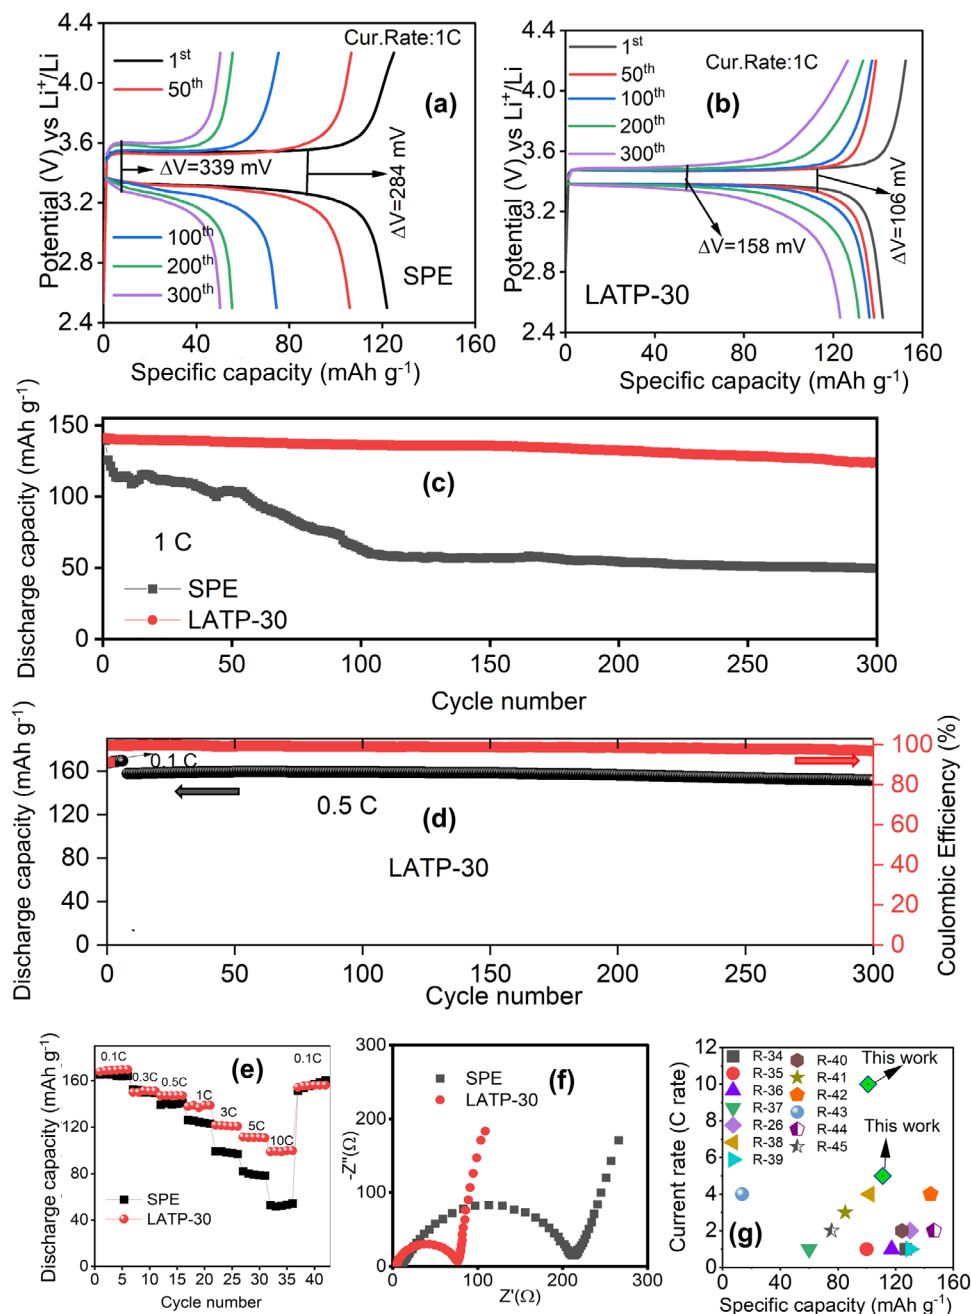 4.4
4.0
3.6
3.2
2.8
2.4
Potential (V) vs Li⁺/Li
Cur.Rate:1C
1ˢᵗ
50ᵗʰ
(a)
ΔV=339 mV
ΔV=284 mV
100ᵗʰ
200ᵗʰ
300ᵗʰ
SPE
0 40 80 120 160
Specific capacity (mAh g⁻¹)
4.4
4.0
3.6
3.2
2.8
2.4
Potential (V) vs Li⁺/Li
1ˢᵗ
50ᵗʰ
100ᵗʰ
200ᵗʰ
300ᵗʰ
Cur.Rate:1C
(b)
ΔV=158 mV
ΔV=106 mV
LATP-30
0 40 80 120 160
Specific capacity (mAh g⁻¹)
Discharge capacity (mAh g⁻¹)
150
100
50
0
(c)
1 C
SPE
LATP-30
0 50 100 150 200 250 300
Cycle number
Discharge capacity (mAh g⁻¹)
160
120
80
40
0
0.1 C
0.5 C
(d)
LATP-30
100
80
60
40
20
0
Coulombic Efficiency (%)
0 50 100 150 200 250 300
Cycle number
Discharge capacity (mAh g⁻¹)
200
160
120
80
40
0
0.1C
0.3C
0.5C
1C
3C
5C
10C
0.1C
(e)
SPE
LATP-30
0 10 20 30 40
Cycle number
-Z''(Ω)
300
200
100
0
SPE
LATP-30
(f)
0 100 200 300
Z'(Ω)
Current rate (C rate)
12
10
8
6
4
2
0
R-34
R-35
R-36
R-37
R-26
R-38
R-39
R-40
R-41
R-42
R-43
R-44
R-45
This work
This work
(g)
0 40 80 120 160
Specific capacity (mAh g⁻¹)